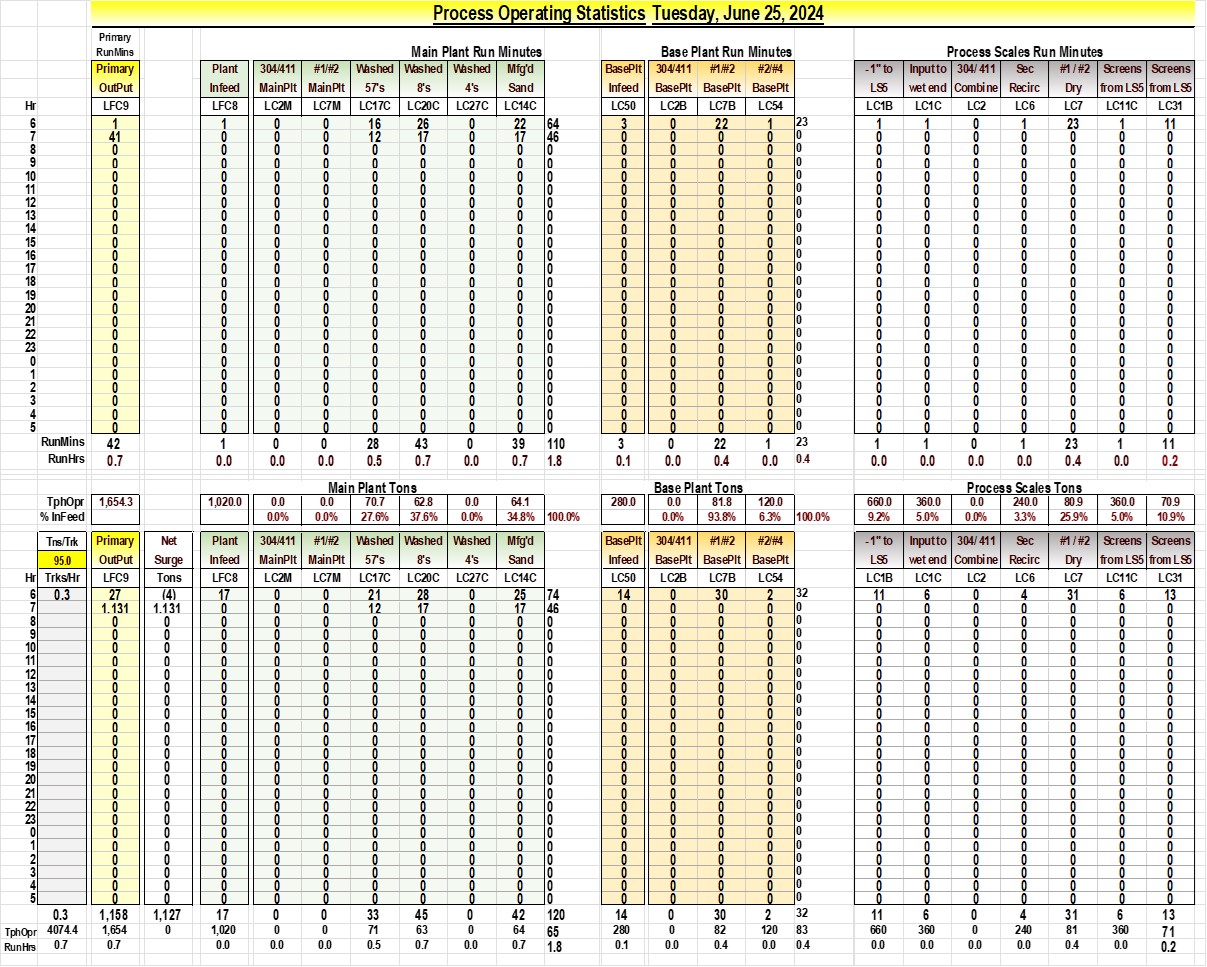 Process Operating Statistics Tuesday, June 25, 2024
Primary
RunMins Main Plant Run Minutes Base Plant Run Minutes Process Scales Run Minutes
Primary Plant 304/411 #1/#2 Washed Washed Washed Mfg'd BasePlt 304/411 #1/#2 #2/#4 -1" to Input to 304/ 411 Sec #1 / #2 Screens Screens
OutPut Infeed MainPlt MainPlt 57's 8's 4's Sand Infeed BasePlt BasePlt BasePlt LS5 wet end Combine Recirc Dry from LS5 from LS5
Hr LFC9 LFC8 LC2M LC7M LC17C LC20C LC27C LC14C LC50 LC2B LC7B LC54 LC1B LC1C LC2 LC6 LC7 LC11C LC31
6 1 1 0 0 16 26 0 22 64 3 0 22 1 23 1 1 0 1 23 1 11
7 41 0 0 0 12 17 0 17 46 0 0 0 0 0 0 0 0 0 0 0 0
8 0 0 0 0 0 0 0 0 0 0 0 0 0 0 0 0 0 0 0 0 0
9 0 0 0 0 0 0 0 0 0 0 0 0 0 0 0 0 0 0 0 0 0
10 0 0 0 0 0 0 0 0 0 0 0 0 0 0 0 0 0 0 0 0 0
11 0 0 0 0 0 0 0 0 0 0 0 0 0 0 0 0 0 0 0 0 0
12 0 0 0 0 0 0 0 0 0 0 0 0 0 0 0 0 0 0 0 0 0
13 0 0 0 0 0 0 0 0 0 0 0 0 0 0 0 0 0 0 0 0 0
14 0 0 0 0 0 0 0 0 0 0 0 0 0 0 0 0 0 0 0 0 0
15 0 0 0 0 0 0 0 0 0 0 0 0 0 0 0 0 0 0 0 0 0
16 0 0 0 0 0 0 0 0 0 0 0 0 0 0 0 0 0 0 0 0 0
17 0 0 0 0 0 0 0 0 0 0 0 0 0 0 0 0 0 0 0 0 0
18 0 0 0 0 0 0 0 0 0 0 0 0 0 0 0 0 0 0 0 0 0
19 0 0 0 0 0 0 0 0 0 0 0 0 0 0 0 0 0 0 0 0 0
20 0 0 0 0 0 0 0 0 0 0 0 0 0 0 0 0 0 0 0 0 0
21 0 0 0 0 0 0 0 0 0 0 0 0 0 0 0 0 0 0 0 0 0
22 0 0 0 0 0 0 0 0 0 0 0 0 0 0 0 0 0 0 0 0 0
23 0 0 0 0 0 0 0 0 0 0 0 0 0 0 0 0 0 0 0 0 0
0 0 0 0 0 0 0 0 0 0 0 0 0 0 0 0 0 0 0 0 0 0
1 0 0 0 0 0 0 0 0 0 0 0 0 0 0 0 0 0 0 0 0 0
2 0 0 0 0 0 0 0 0 0 0 0 0 0 0 0 0 0 0 0 0 0
3 0 0 0 0 0 0 0 0 0 0 0 0 0 0 0 0 0 0 0 0 0
4 0 0 0 0 0 0 0 0 0 0 0 0 0 0 0 0 0 0 0 0 0
5 0 0 0 0 0 0 0 0 0 0 0 0 0 0 0 0 0 0 0 0 0
RunMins 42 1 0 0 28 43 0 39 110 3 0 22 1 23 1 1 0 1 23 1 11
RunHrs 0.7 0.0 0.0 0.0 0.5 0.7 0.0 0.7 1.8 0.1 0.0 0.4 0.0 0.4 0.0 0.0 0.0 0.0 0.4 0.0 0.2
Main Plant Tons Base Plant Tons Process Scales Tons
TphOpr 1,654.3 1,020.0 0.0 0.0 70.7 62.8 0.0 64.1 280.0 0.0 81.8 120.0 660.0 360.0 0.0 240.0 80.9 360.0 70.9
% InFeed 0.0% 0.0% 27.6% 37.6% 0.0% 34.8% 100.0% 0.0% 93.8% 6.3% 100.0% 9.2% 5.0% 0.0% 3.3% 25.9% 5.0% 10.9%
Tns/Trk Primary Net Plant 304/411 #1/#2 Washed Washed Washed Mfg'd BasePlt 304/411 #1/#2 #2/#4 -1" to Input to 304/ 411 Sec #1 / #2 Screens Screens
95.0 OutPut Surge Infeed MainPlt MainPlt 57's 8's 4's Sand Infeed BasePlt BasePlt BasePlt LS5 wet end Combine Recirc Dry from LS5 from LS5
Hr Trks/Hr LFC9 Tons LFC8 LC2M LC7M LC17C LC20C LC27C LC14C LC50 LC2B LC7B LC54 LC1B LC1C LC2 LC6 LC7 LC11C LC31
6 0.3 27 (4) 17 0 0 21 28 0 25 74 14 0 30 2 32 11 6 0 4 31 6 13
7 1.131 1.131 0 0 0 12 17 0 17 46 0 0 0 0 0 0 0 0 0 0 0 0
8 0 0 0 0 0 0 0 0 0 0 0 0 0 0 0 0 0 0 0 0 0 0
9 0 0 0 0 0 0 0 0 0 0 0 0 0 0 0 0 0 0 0 0 0 0
10 0 0 0 0 0 0 0 0 0 0 0 0 0 0 0 0 0 0 0 0 0 0
11 0 0 0 0 0 0 0 0 0 0 0 0 0 0 0 0 0 0 0 0 0 0
12 0 0 0 0 0 0 0 0 0 0 0 0 0 0 0 0 0 0 0 0 0 0
13 0 0 0 0 0 0 0 0 0 0 0 0 0 0 0 0 0 0 0 0 0 0
14 0 0 0 0 0 0 0 0 0 0 0 0 0 0 0 0 0 0 0 0 0 0
15 0 0 0 0 0 0 0 0 0 0 0 0 0 0 0 0 0 0 0 0 0 0
16 0 0 0 0 0 0 0 0 0 0 0 0 0 0 0 0 0 0 0 0 0 0
17 0 0 0 0 0 0 0 0 0 0 0 0 0 0 0 0 0 0 0 0 0 0
18 0 0 0 0 0 0 0 0 0 0 0 0 0 0 0 0 0 0 0 0 0 0
19 0 0 0 0 0 0 0 0 0 0 0 0 0 0 0 0 0 0 0 0 0 0
20 0 0 0 0 0 0 0 0 0 0 0 0 0 0 0 0 0 0 0 0 0 0
21 0 0 0 0 0 0 0 0 0 0 0 0 0 0 0 0 0 0 0 0 0 0
22 0 0 0 0 0 0 0 0 0 0 0 0 0 0 0 0 0 0 0 0 0 0
23 0 0 0 0 0 0 0 0 0 0 0 0 0 0 0 0 0 0 0 0 0 0
0 0 0 0 0 0 0 0 0 0 0 0 0 0 0 0 0 0 0 0 0 0 0
1 0 0 0 0 0 0 0 0 0 0 0 0 0 0 0 0 0 0 0 0 0 0
2 0 0 0 0 0 0 0 0 0 0 0 0 0 0 0 0 0 0 0 0 0 0
3 0 0 0 0 0 0 0 0 0 0 0 0 0 0 0 0 0 0 0 0 0 0
4 0 0 0 0 0 0 0 0 0 0 0 0 0 0 0 0 0 0 0 0 0 0
5 0 0 0 0 0 0 0 0 0 0 0 0 0 0 0 0 0 0 0 0 0 0
0.3 1,158 1,127 17 0 0 33 45 0 42 120 14 0 30 2 32 11 6 0 4 31 6 13
TphOpr 4074.4 1,654 0 1,020 0 0 71 63 0 64 65 280 0 82 120 83 660 360 0 240 81 360 71
RunHrs 0.7 0.7 0.0 0.0 0.0 0.5 0.7 0.0 0.7 1.8 0.1 0.0 0.4 0.0 0.4 0.0 0.0 0.0 0.0 0.4 0.0 0.2